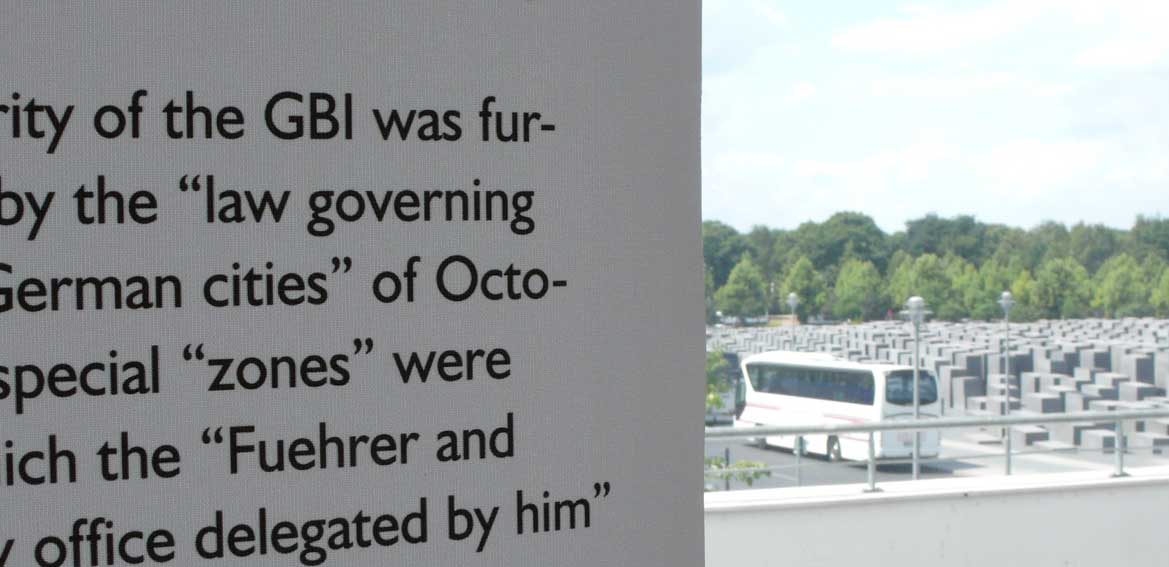 rity of the GBI was fur-
by the “law governing
German cities” of Octo-
special “zones” were
ich the “Fuehrer and
y office delegated by him”